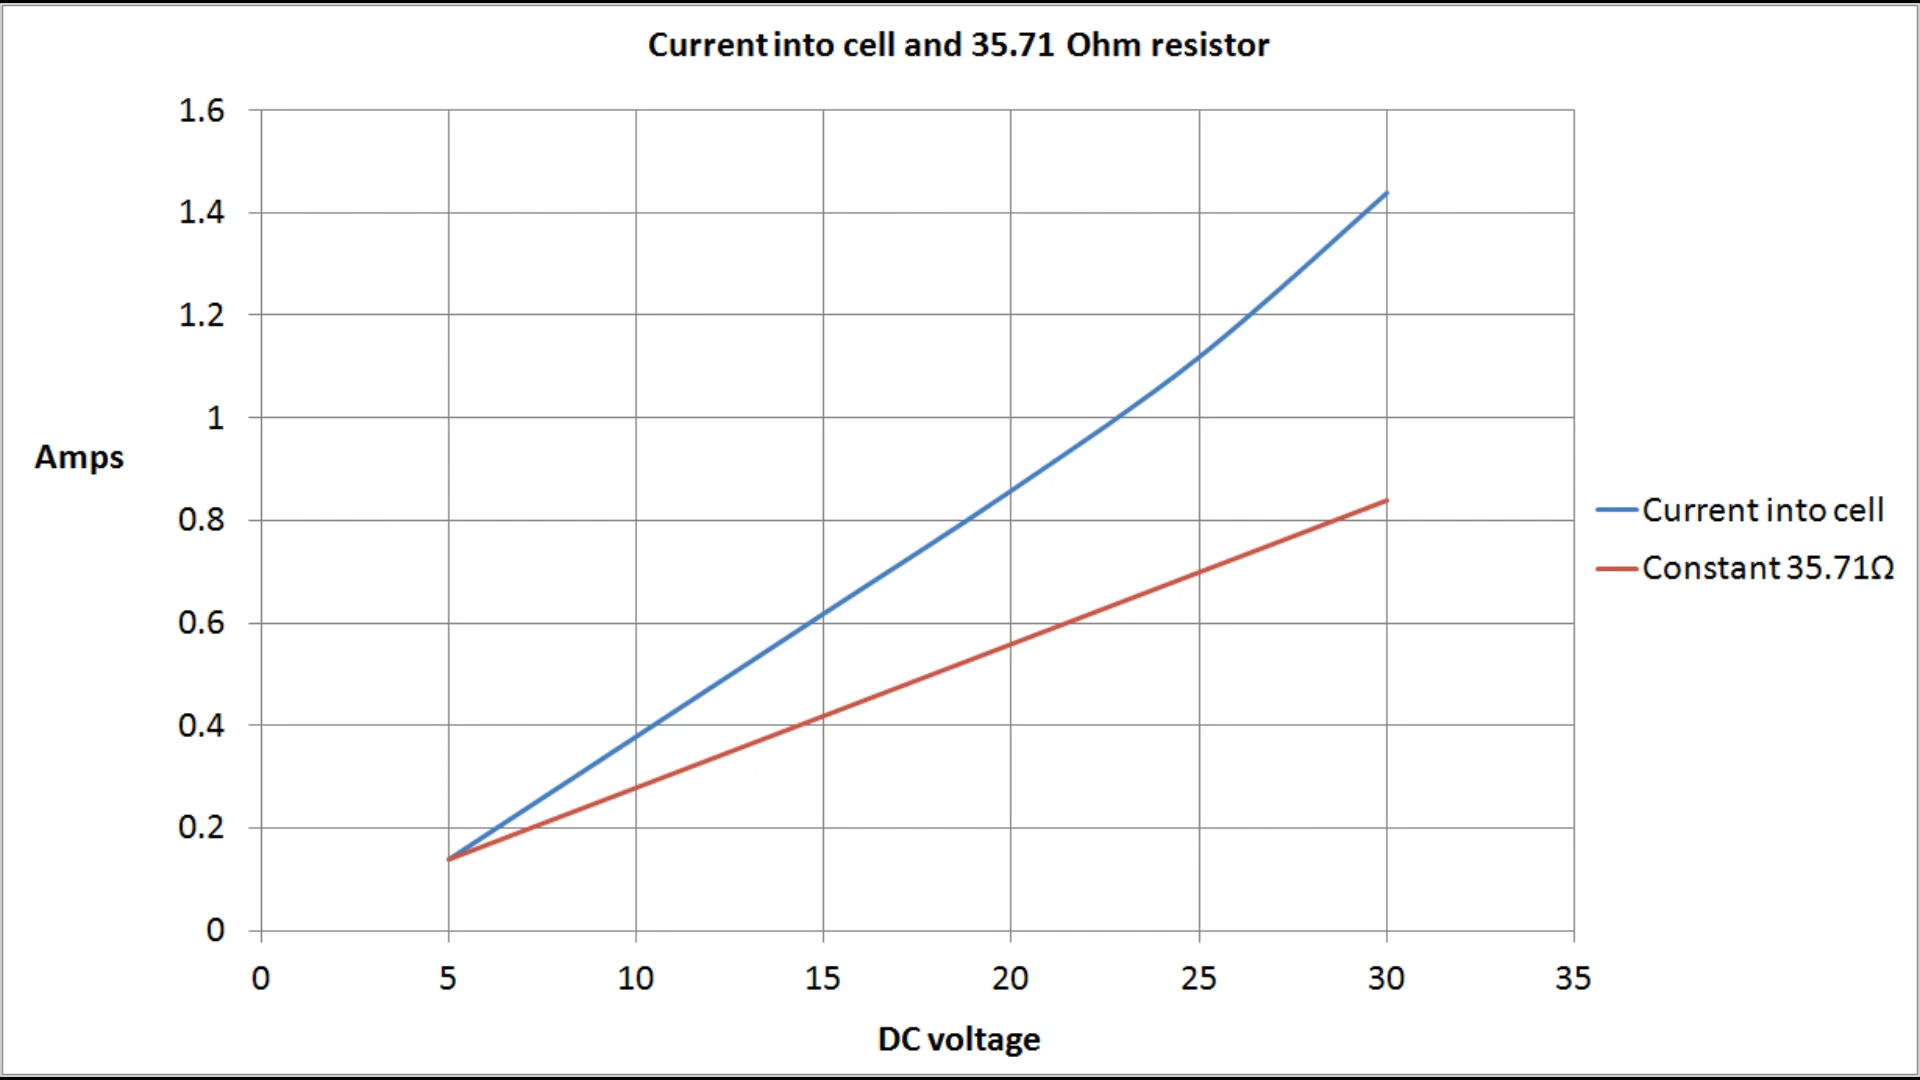 Current into cell and 35.71 Ohm resistor
1.6
1.4
1.2
1
Amps
0.8
0.6
0.4
0.2
0
0 5 10 15 20 25 30 35
DC voltage
Current into cell
Constant 35.71Ω